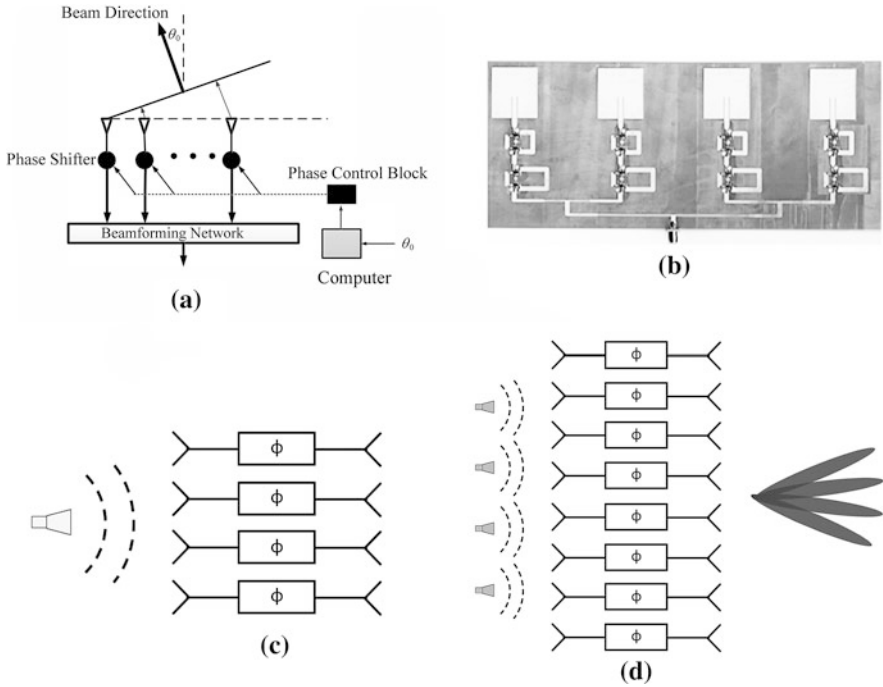 Beam Direction
θ₀
Phase Shifter
Phase Control Block
Beamforming Network
θ₀
Computer
(a)
(b)
ϕ
ϕ
ϕ
ϕ
(c)
ϕ
ϕ
ϕ
ϕ
ϕ
ϕ
ϕ
ϕ
(d)